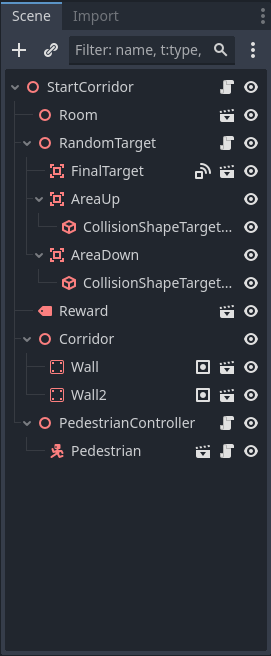 Scene Import
Filter: name, t:type,
StartCorridor
Room
RandomTarget
FinalTarget
AreaUp
CollisionShapeTarget...
AreaDown
CollisionShapeTarget...
Reward
Corridor
Wall
Wall2
PedestrianController
Pedestrian